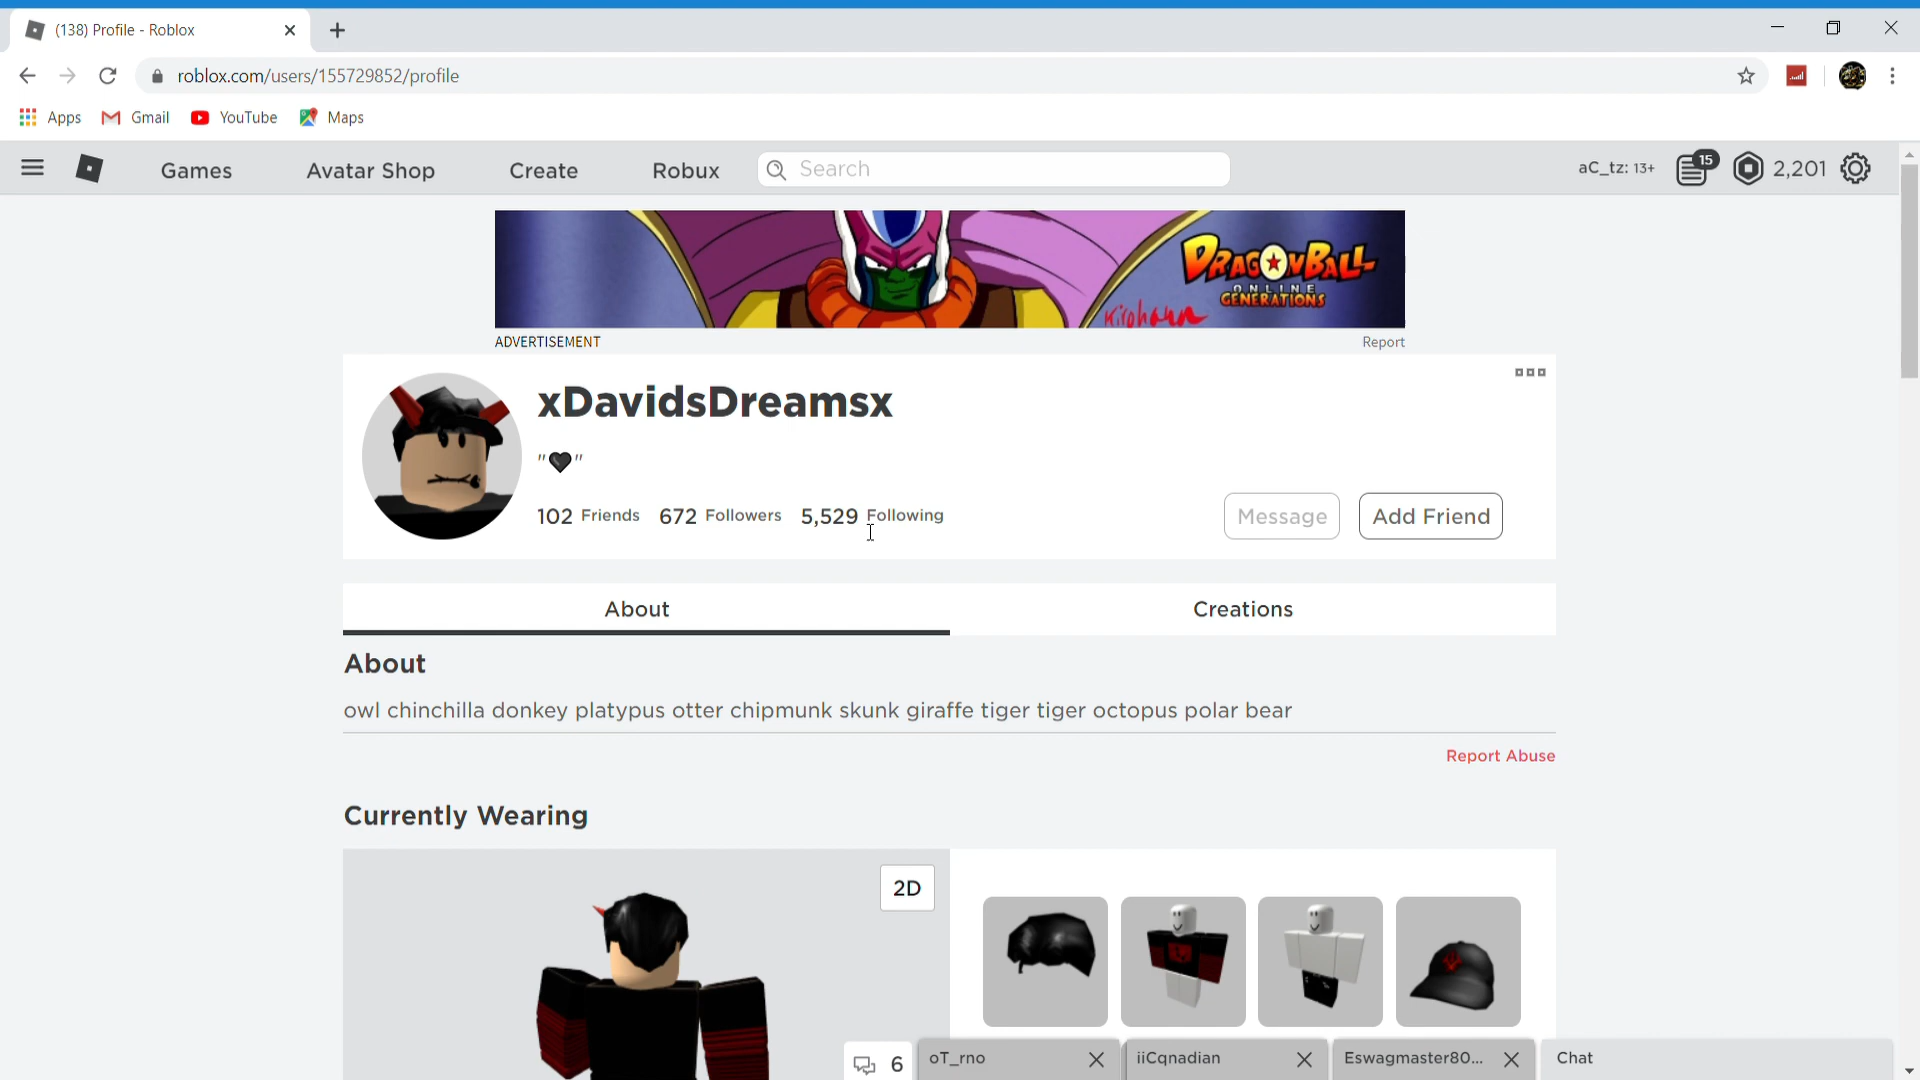 (138) Profile - Roblox
roblox.com/users/155729852/profile
Apps Gmail YouTube Maps
Games Avatar Shop Create Robux Search aC_tz: 13+ 15 2,201
DRAGON BALL
ONLINE
GENERATIONS
Kirohann
ADVERTISEMENT Report
xDavidsDreamsx
"🖤"
102 Friends 672 Followers 5,529 Following Message Add Friend
About Creations
About
owl chinchilla donkey platypus otter chipmunk skunk giraffe tiger tiger octopus polar bear
Report Abuse
Currently Wearing
2D
6 oT_rno iiCqnadian Eswagmaster80... Chat